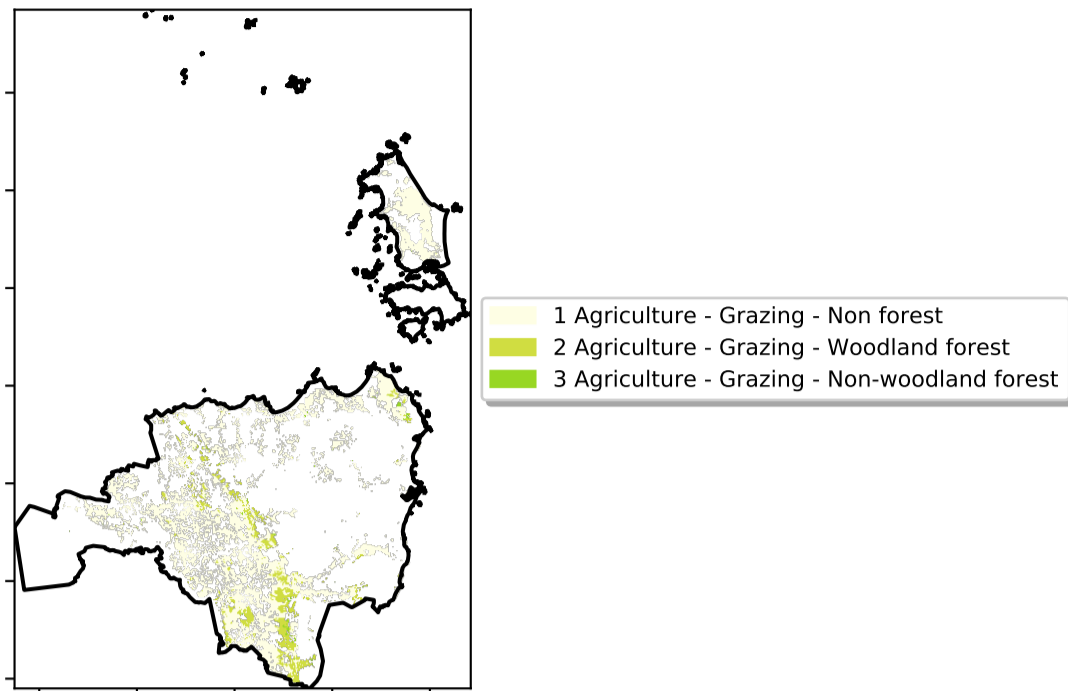 1 Agriculture - Grazing - Non forest
2 Agriculture - Grazing - Woodland forest
3 Agriculture - Grazing - Non-woodland forest